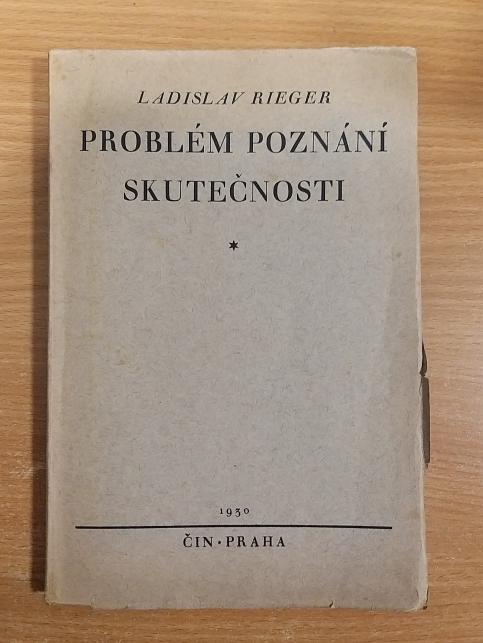 LADISLAV RIEGER
PROBLÉM POZNÁNÍ
SKUTEČNOSTI
*
1930
ČIN · PRAHA